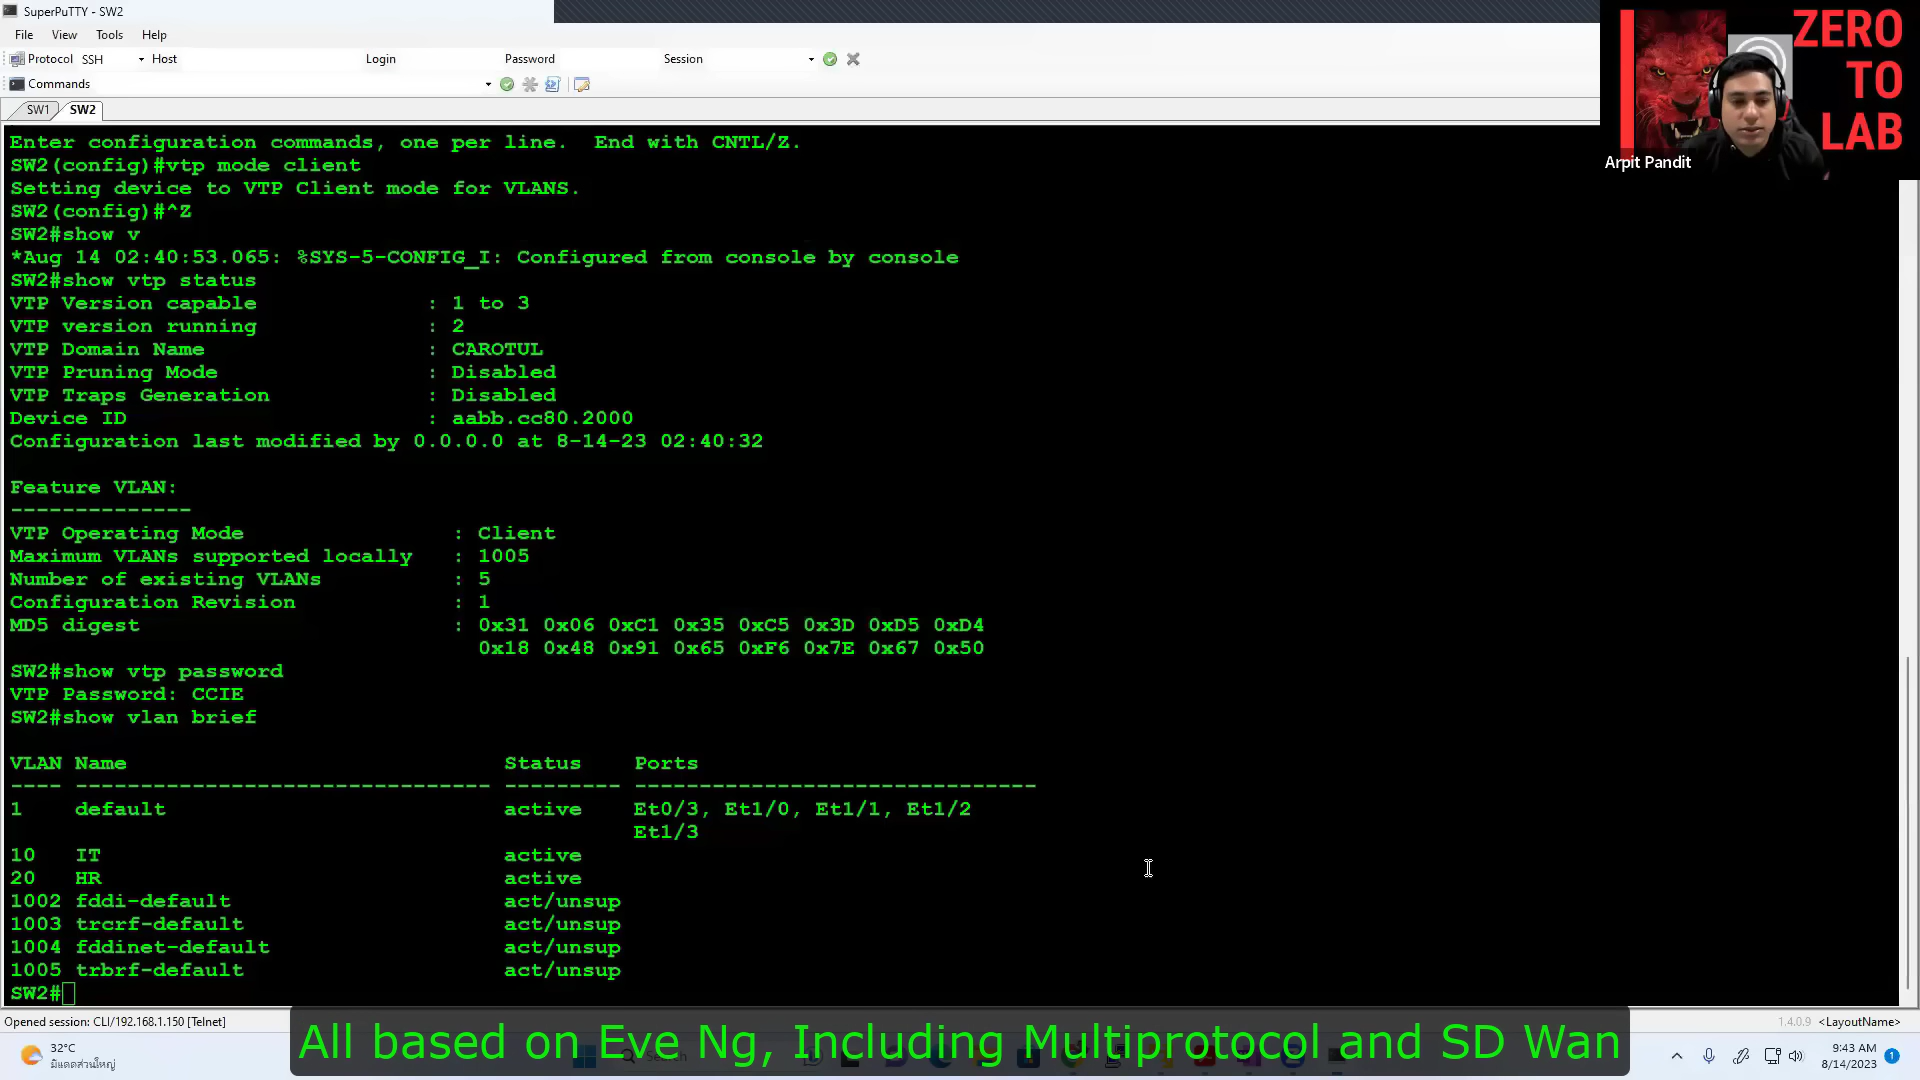 SuperPuTTY - SW2
File View Tools Help
Protocol SSH Host Login Password Session
Commands
SW1 SW2
Enter configuration commands, one per line.  End with CNTL/Z.
SW2(config)#vtp mode client
Setting device to VTP Client mode for VLANS.
SW2(config)#^Z
SW2#show v
*Aug 14 02:40:53.065: %SYS-5-CONFIG_I: Configured from console by console
SW2#show vtp status
VTP Version capable : 1 to 3
VTP version running : 2
VTP Domain Name : CAROTUL
VTP Pruning Mode : Disabled
VTP Traps Generation : Disabled
Device ID : aabb.cc80.2000
Configuration last modified by 0.0.0.0 at 8-14-23 02:40:32
Feature VLAN:
--------------
VTP Operating Mode : Client
Maximum VLANs supported locally : 1005
Number of existing VLANs : 5
Configuration Revision : 1
MD5 digest : 0x31 0x06 0xC1 0x35 0xC5 0x3D 0xD5 0xD4
0x18 0x48 0x91 0x65 0xF6 0x7E 0x67 0x50
SW2#show vtp password
VTP Password: CCIE
SW2#show vlan brief
VLAN Name Status Ports
---- -------------------------------- --------- -------------------------------
1 default active Et0/3, Et1/0, Et1/1, Et1/2
Et1/3
10 IT active
20 HR active
1002 fddi-default act/unsup
1003 trcrf-default act/unsup
1004 fddinet-default act/unsup
1005 trbrf-default act/unsup
SW2#
ZERO
TO
LAB
Arpit Pandit
Opened session: CLI/192.168.1.150 [Telnet]
1.4.0.9 <LayoutName>
All based on Eve Ng, Including Multiprotocol and SD Wan
32°C
มีแดดส่วนใหญ่
Search
9:43 AM
8/14/2023
1